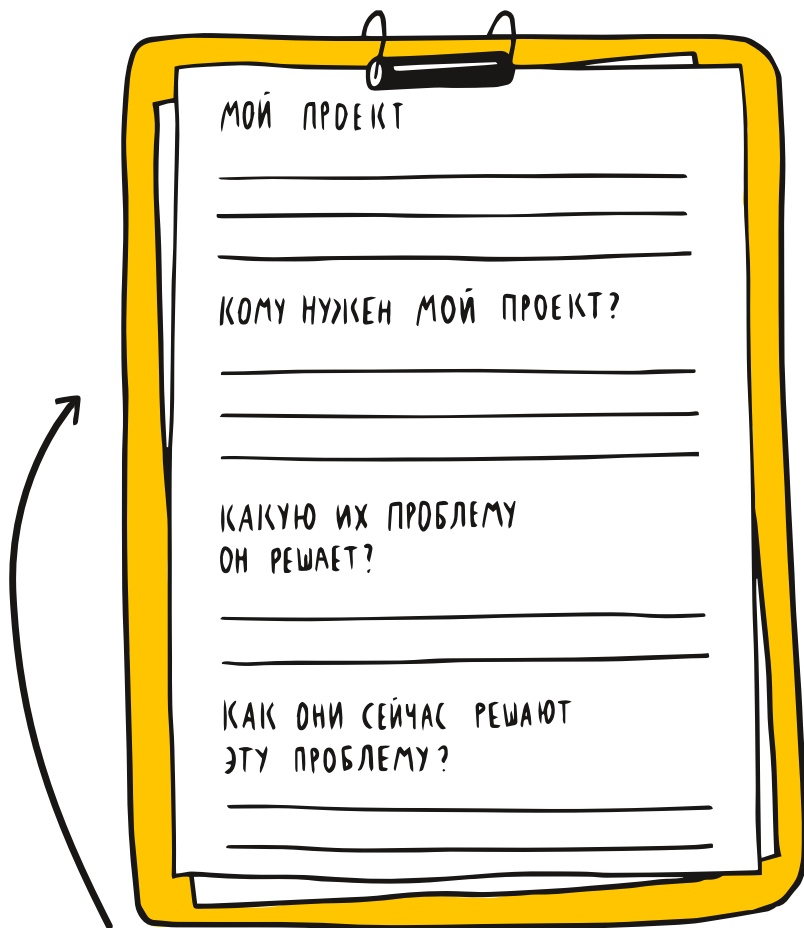 МОЙ ПРОЕКТ
КОМУ НУЖЕН МОЙ ПРОЕКТ?
КАКУЮ ИХ ПРОБЛЕМУ
ОН РЕШАЕТ?
КАК ОНИ СЕЙЧАС РЕШАЮТ
ЭТУ ПРОБЛЕМУ?